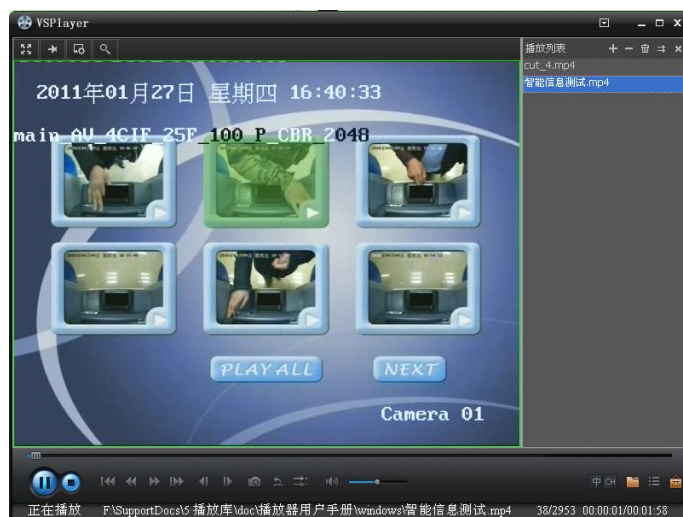 VSPlayer
播放列表
cut_4.mp4
智能信息测试.mp4
2011年01月27日 星期四 16:40:33
main_AV_4CIF_25F_100_P_CBR_2048
PLAY ALL
NEXT
Camera 01
中 CH
正在播放 F:\SupportDocs\5 播放库\doc\播放器用户手册\windows\智能信息测试.mp4 38/2953 00:00:01/00:01:58